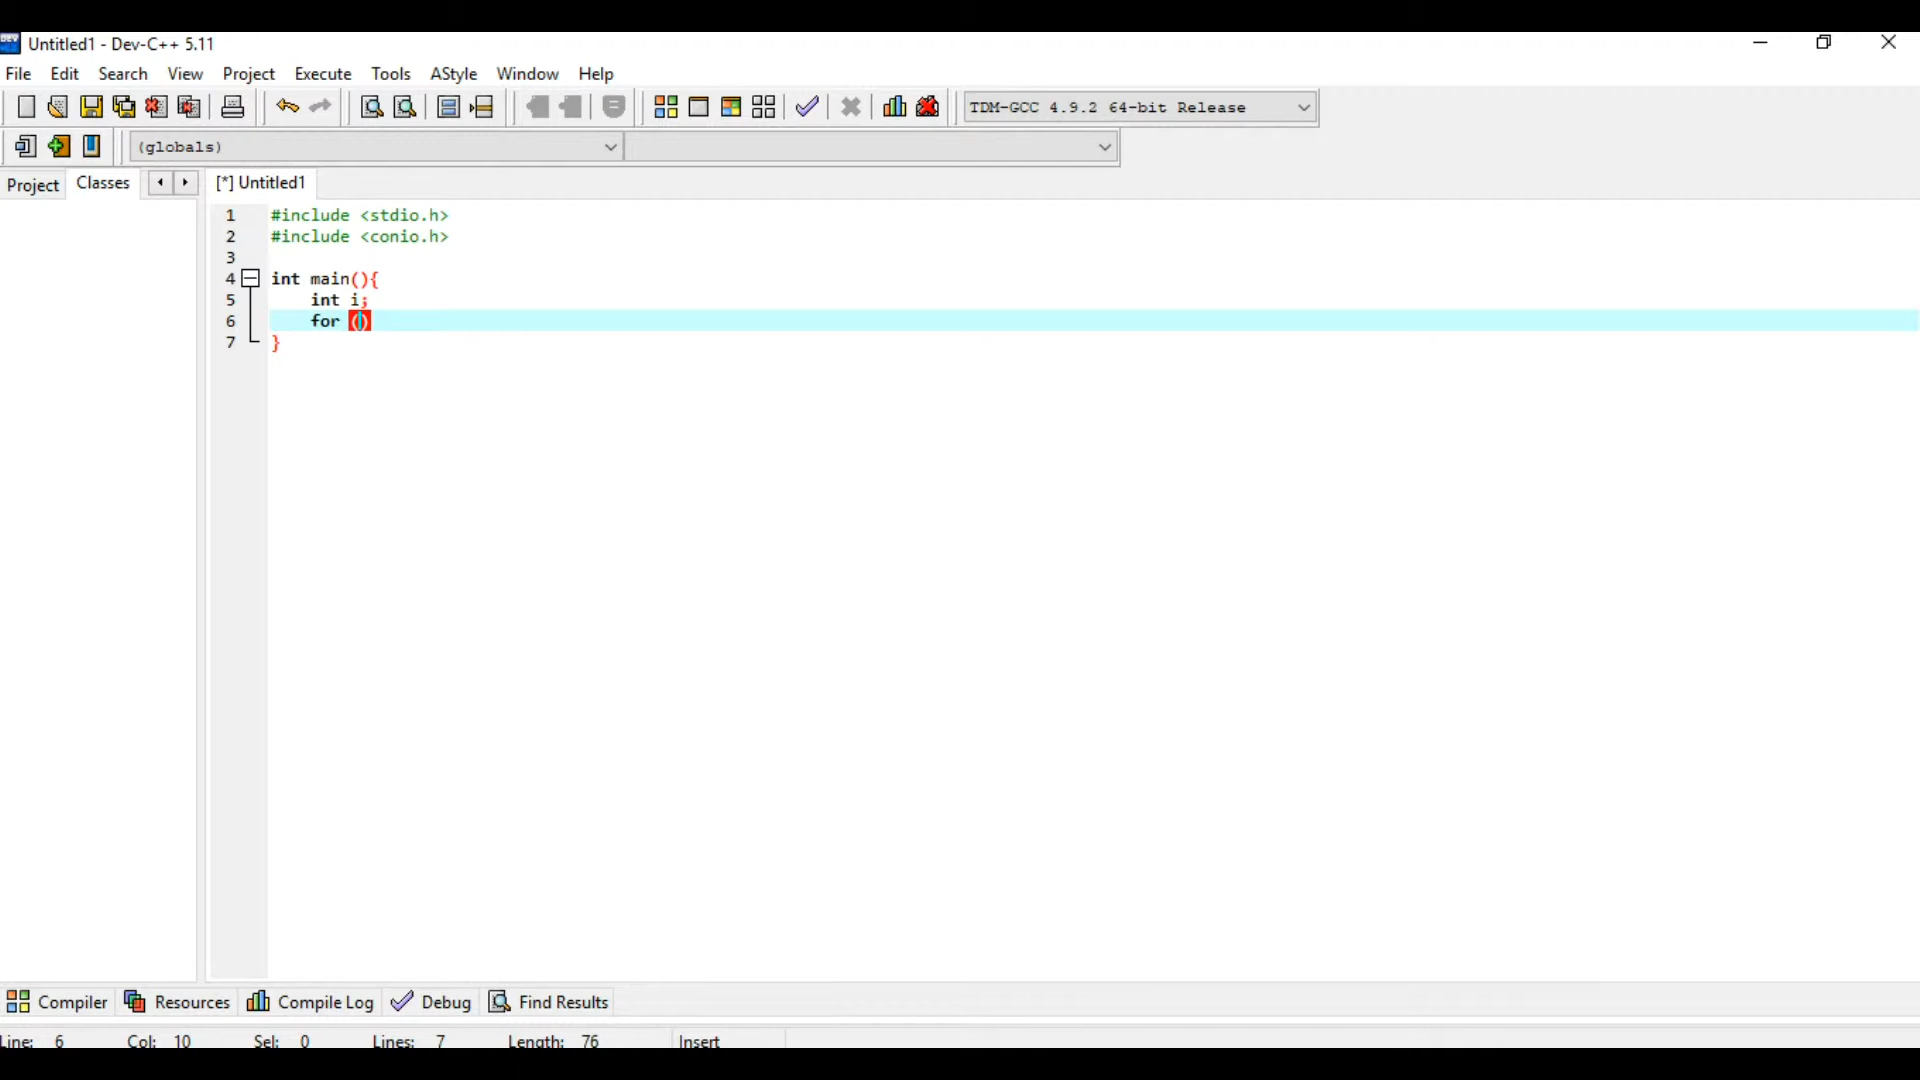 Untitled1 - Dev-C++ 5.11
File Edit Search View Project Execute Tools AStyle Window Help
TDM-GCC 4.9.2 64-bit Release
(globals)
Project Classes [*] Untitled1
1 #include <stdio.h>
2 #include <conio.h>
3
4 int main(){
5 int i;
6 for ()
7 }
Compiler Resources Compile Log Debug Find Results
Line: 6 Col: 10 Sel: 0 Lines: 7 Length: 76 Insert